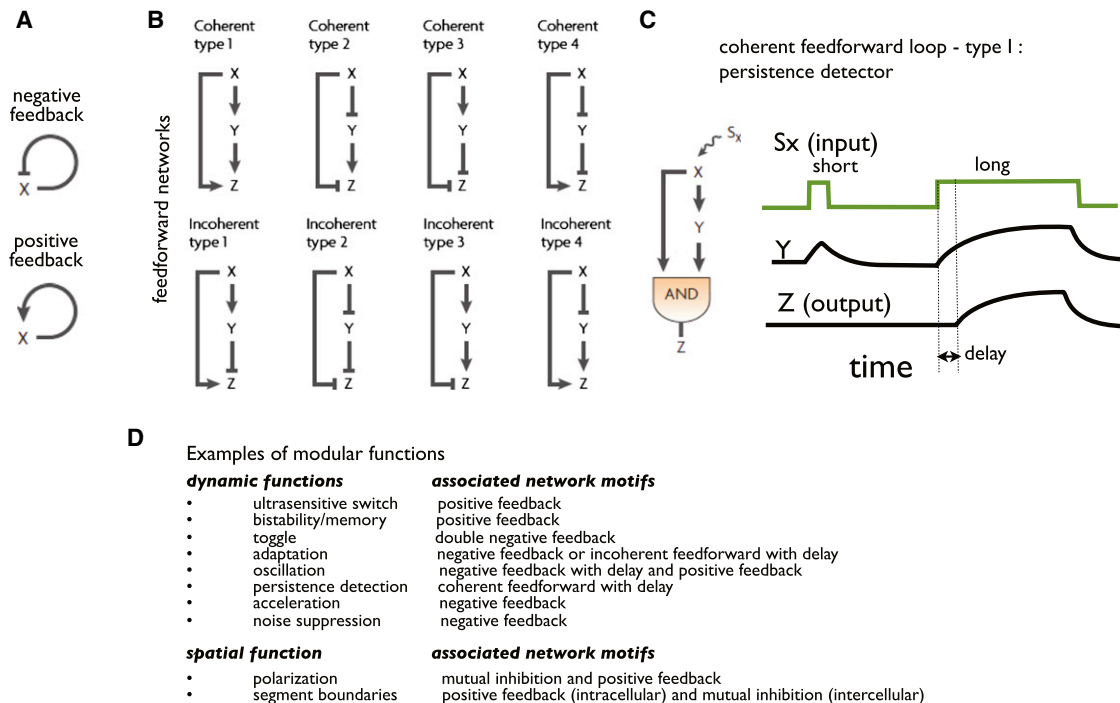 A
negative
feedback
X
positive
feedback
X
B
feedforward networks
Coherent
type 1
X
Y
Z
Coherent
type 2
X
Y
Z
Coherent
type 3
X
Y
Z
Coherent
type 4
X
Y
Z
Incoherent
type 1
X
Y
Z
Incoherent
type 2
X
Y
Z
Incoherent
type 3
X
Y
Z
Incoherent
type 4
X
Y
Z
C
coherent feedforward loop - type I :
persistence detector
Sx
X
Y
AND
Z
Sx (input)
short
long
Y
Z (output)
delay
time
D
Examples of modular functions
dynamic functions associated network motifs
• ultrasensitive switch positive feedback
• bistability/memory positive feedback
• toggle double negative feedback
• adaptation negative feedback or incoherent feedforward with delay
• oscillation negative feedback with delay and positive feedback
• persistence detection coherent feedforward with delay
• acceleration negative feedback
• noise suppression negative feedback
spatial function associated network motifs
• polarization mutual inhibition and positive feedback
• segment boundaries positive feedback (intracellular) and mutual inhibition (intercellular)